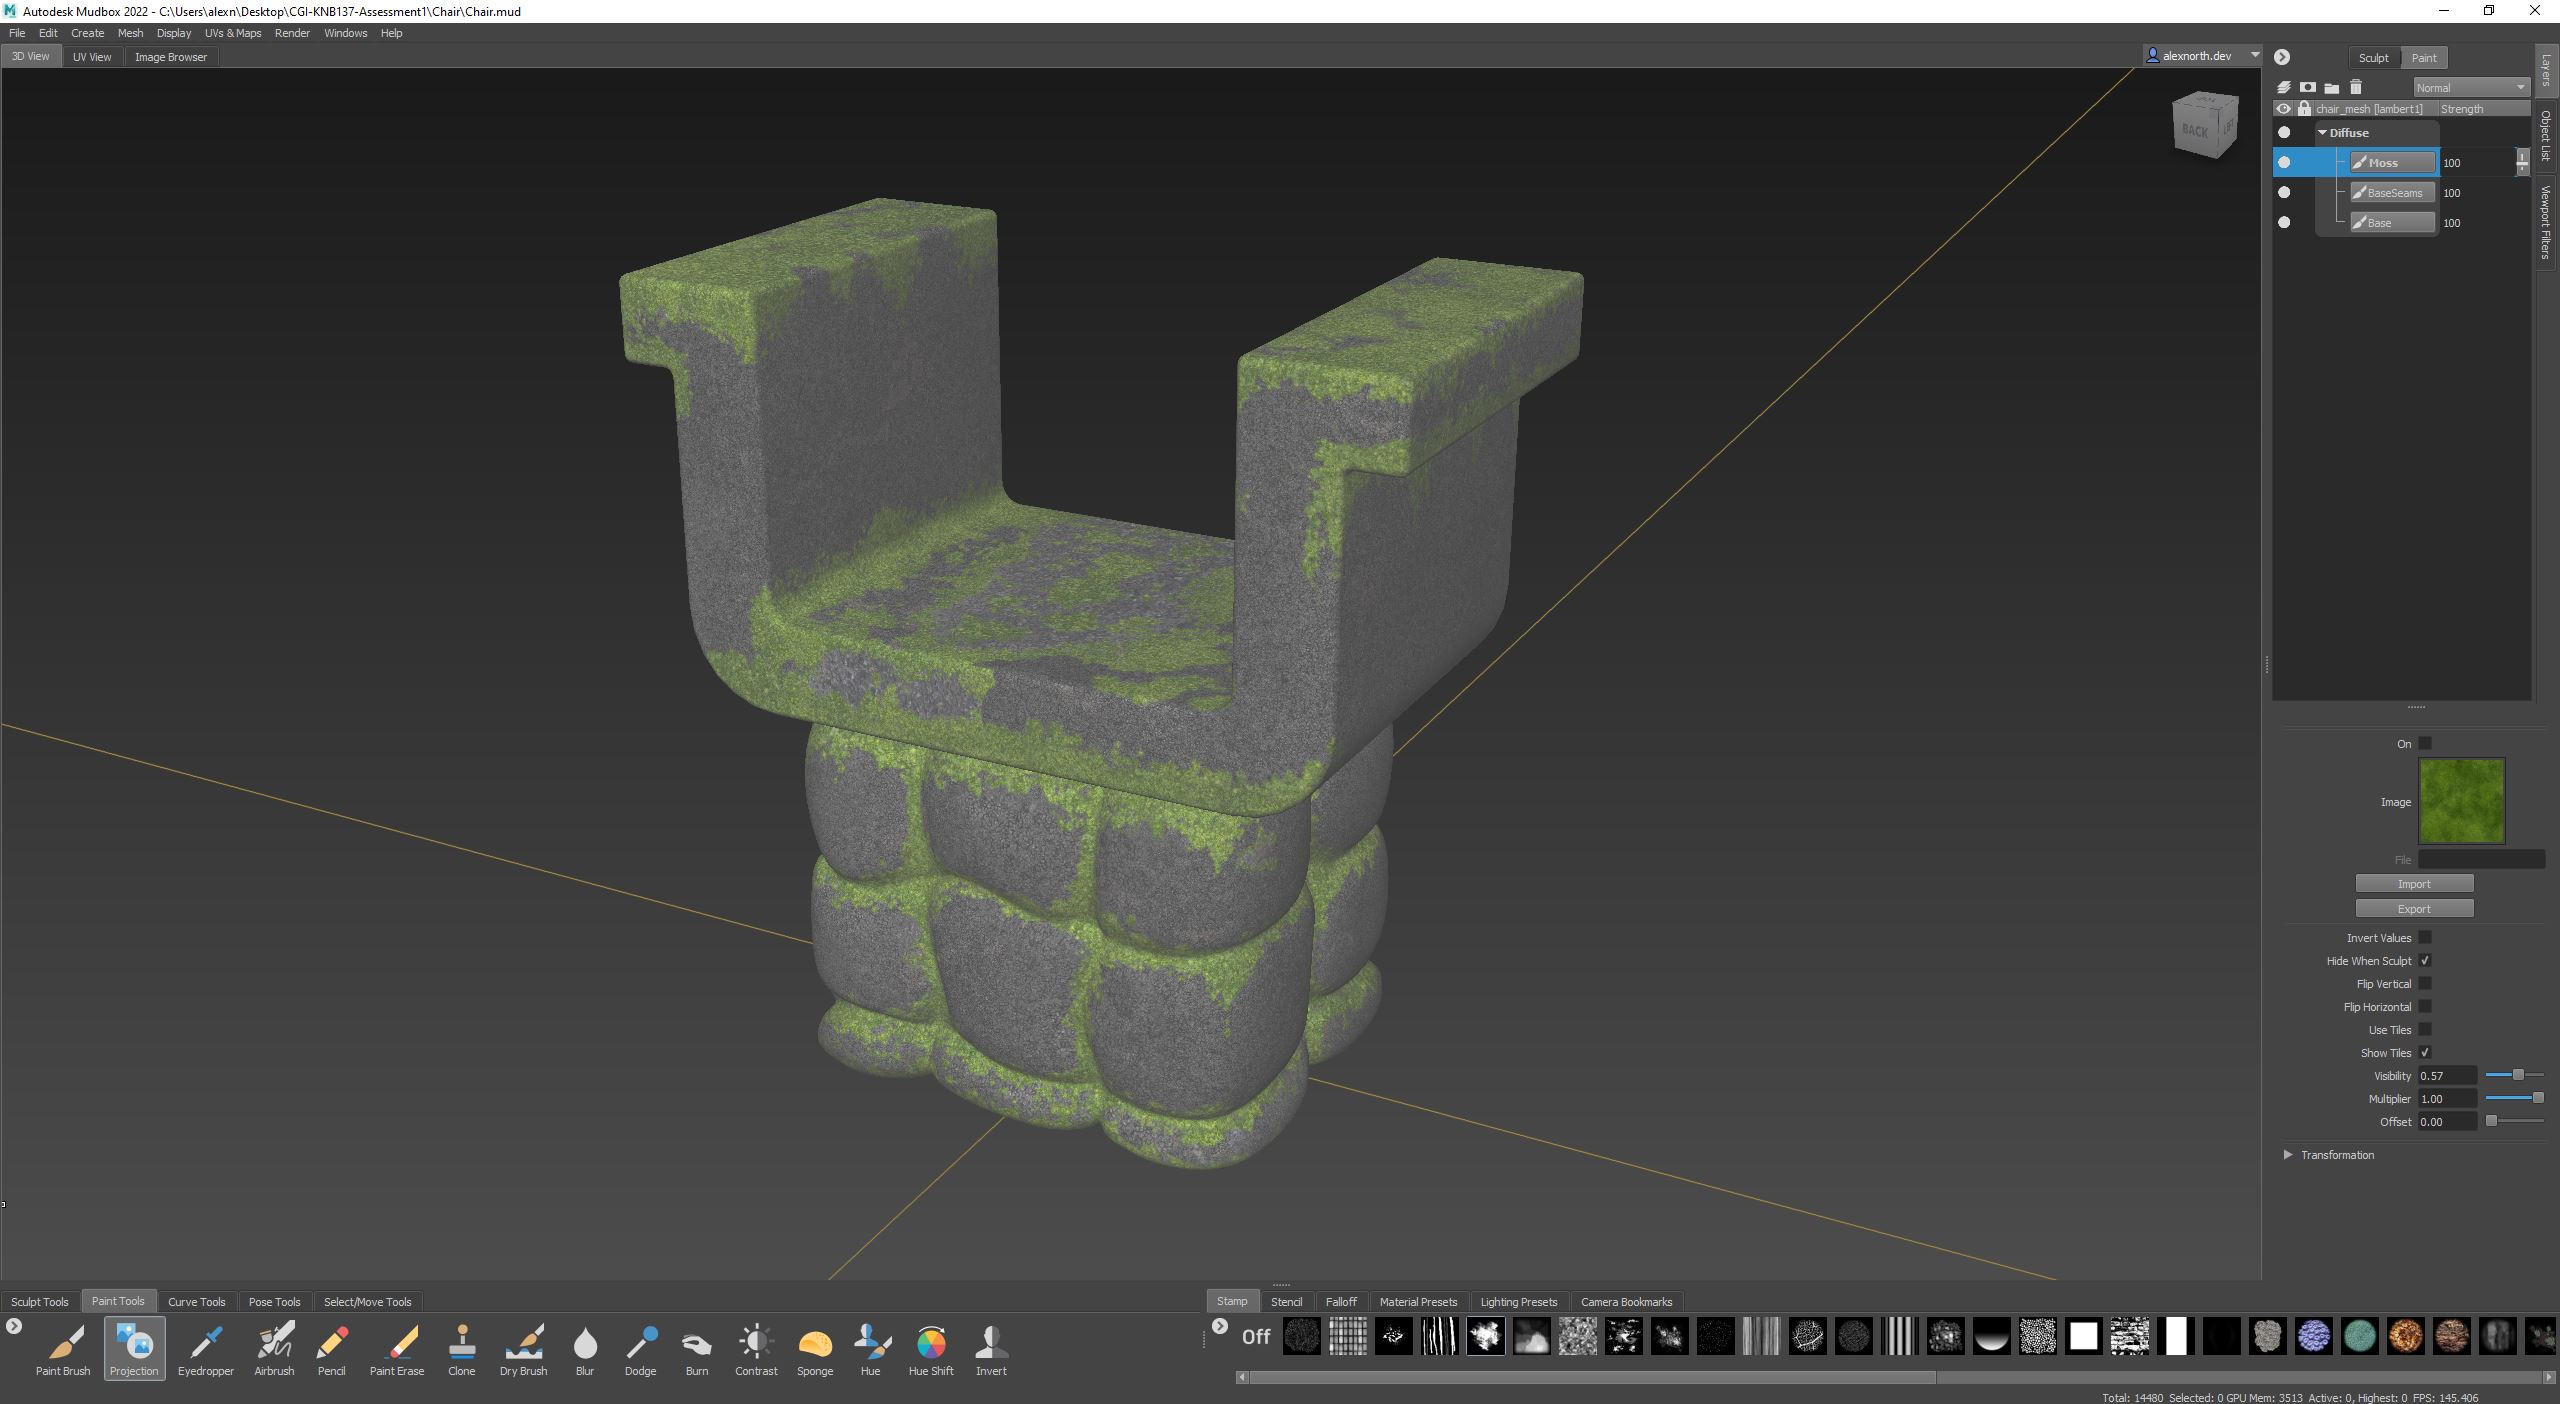 Autodesk Mudbox 2022 - C:\Users\alexn\Desktop\CGI-KNB137-Assessment1\Chair\Chair.mud
File Edit Create Mesh Display UVs & Maps Render Windows Help
3D View UV View Image Browser
alexnorth.dev
Sculpt Paint
Normal
chair_mesh [lambert1] Strength
Diffuse
Moss 100
BaseSeams 100
Base 100
Layers
Object List
Viewport Filters
BACK
On
Image
File
Import
Export
Invert Values
Hide When Sculpt
Flip Vertical
Flip Horizontal
Use Tiles
Show Tiles
Visibility 0.57
Multiplier 1.00
Offset 0.00
Transformation
Sculpt Tools Paint Tools Curve Tools Pose Tools Select/Move Tools
Paint Brush Projection Eyedropper Airbrush Pencil Paint Erase Clone Dry Brush Blur Dodge Burn Contrast Sponge Hue Hue Shift Invert
Stamp Stencil Falloff Material Presets Lighting Presets Camera Bookmarks
Off
Total: 14480 Selected: 0 GPU Mem: 3513 Active: 0, Highest: 0 FPS: 145.406